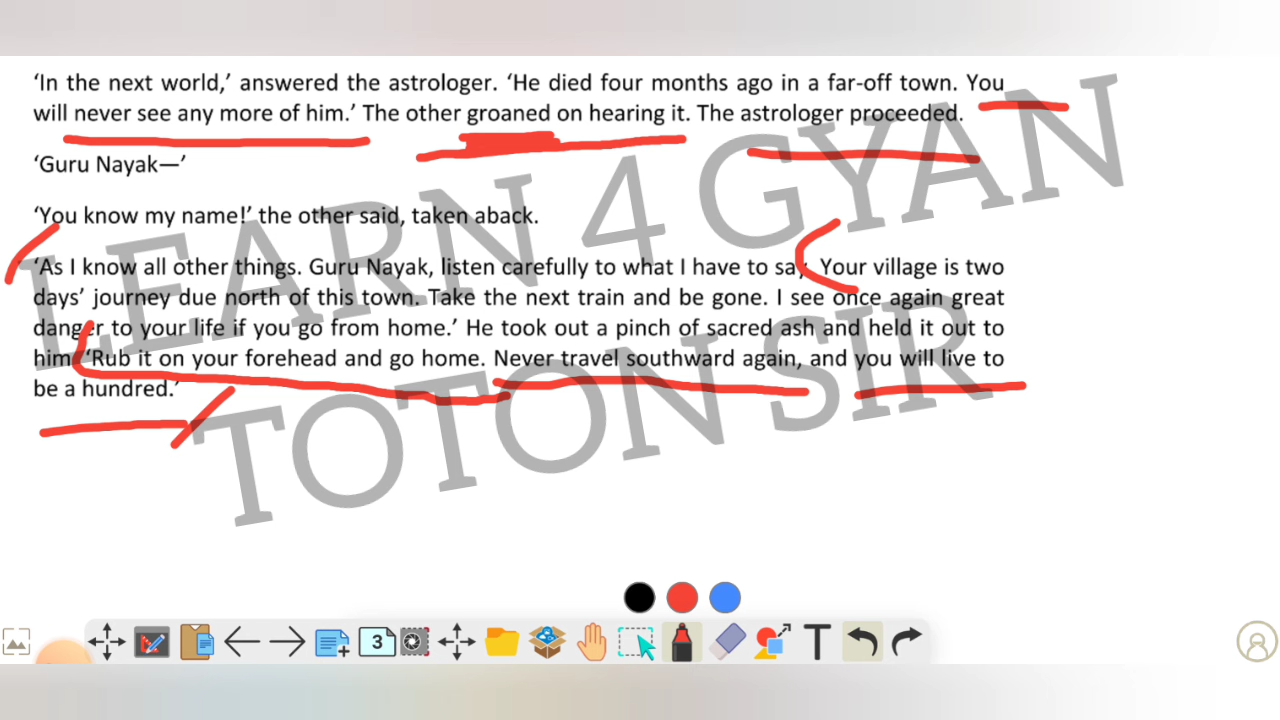 ‘In the next world,’ answered the astrologer. ‘He died four months ago in a far-off town. You
will never see any more of him.’ The other groaned on hearing it. The astrologer proceeded.
‘Guru Nayak—’
‘You know my name!’ the other said, taken aback.
‘As I know all other things. Guru Nayak, listen carefully to what I have to say. Your village is two
days’ journey due north of this town. Take the next train and be gone. I see once again great
danger to your life if you go from home.’ He took out a pinch of sacred ash and held it out to
him. ‘Rub it on your forehead and go home. Never travel southward again, and you will live to
be a hundred.’
LEARN 4 GYAN
TOTON SIR
3
T